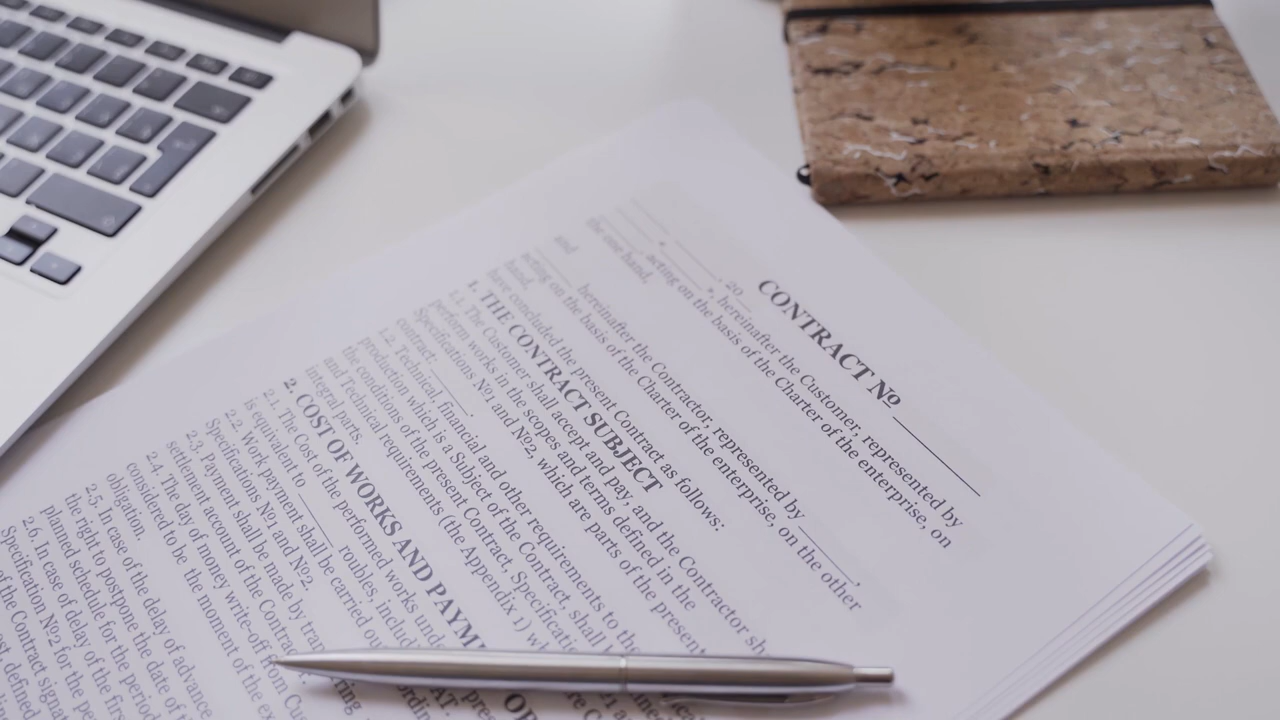 CONTRACT №
20
hereinafter the Customer, represented by
acting on the basis of the Charter of the enterprise, on
the one hand,
and
hereinafter the Contractor, represented by
acting on the basis of the Charter of the enterprise, on the other
hand,
have concluded the present Contract as follows:
1. THE CONTRACT SUBJECT
1.1. The Customer shall accept and pay, and the Contractor sh
perform works in the scopes and terms defined in the
Specifications №1 and №2, which are parts of the present
contract:
1.2. Technical, financial and other requirements to the
production which is a Subject of the Contract, shall
the conditions of the present Contract, Specificati
and Technical requirements (the Appendix 1) wh
integral parts.
2. COST OF WORKS AND PAYM
2.1. The Cost of the performed works und
is equivalent to roubles, includ
2.2. Work payment shall be carried ou
Specifications №1 and №2.
2.3. Payment shall be made by tran
settlement account of the Contrac
2.4. The day of money write-off from
considered to be the moment of the ex
obligation.
2.5. In case of the delay of advance
the right to postpone the date of
planned schedule for the period
2.6. In case of delay of the first
Specification №2 for the pe
of the Contract signat